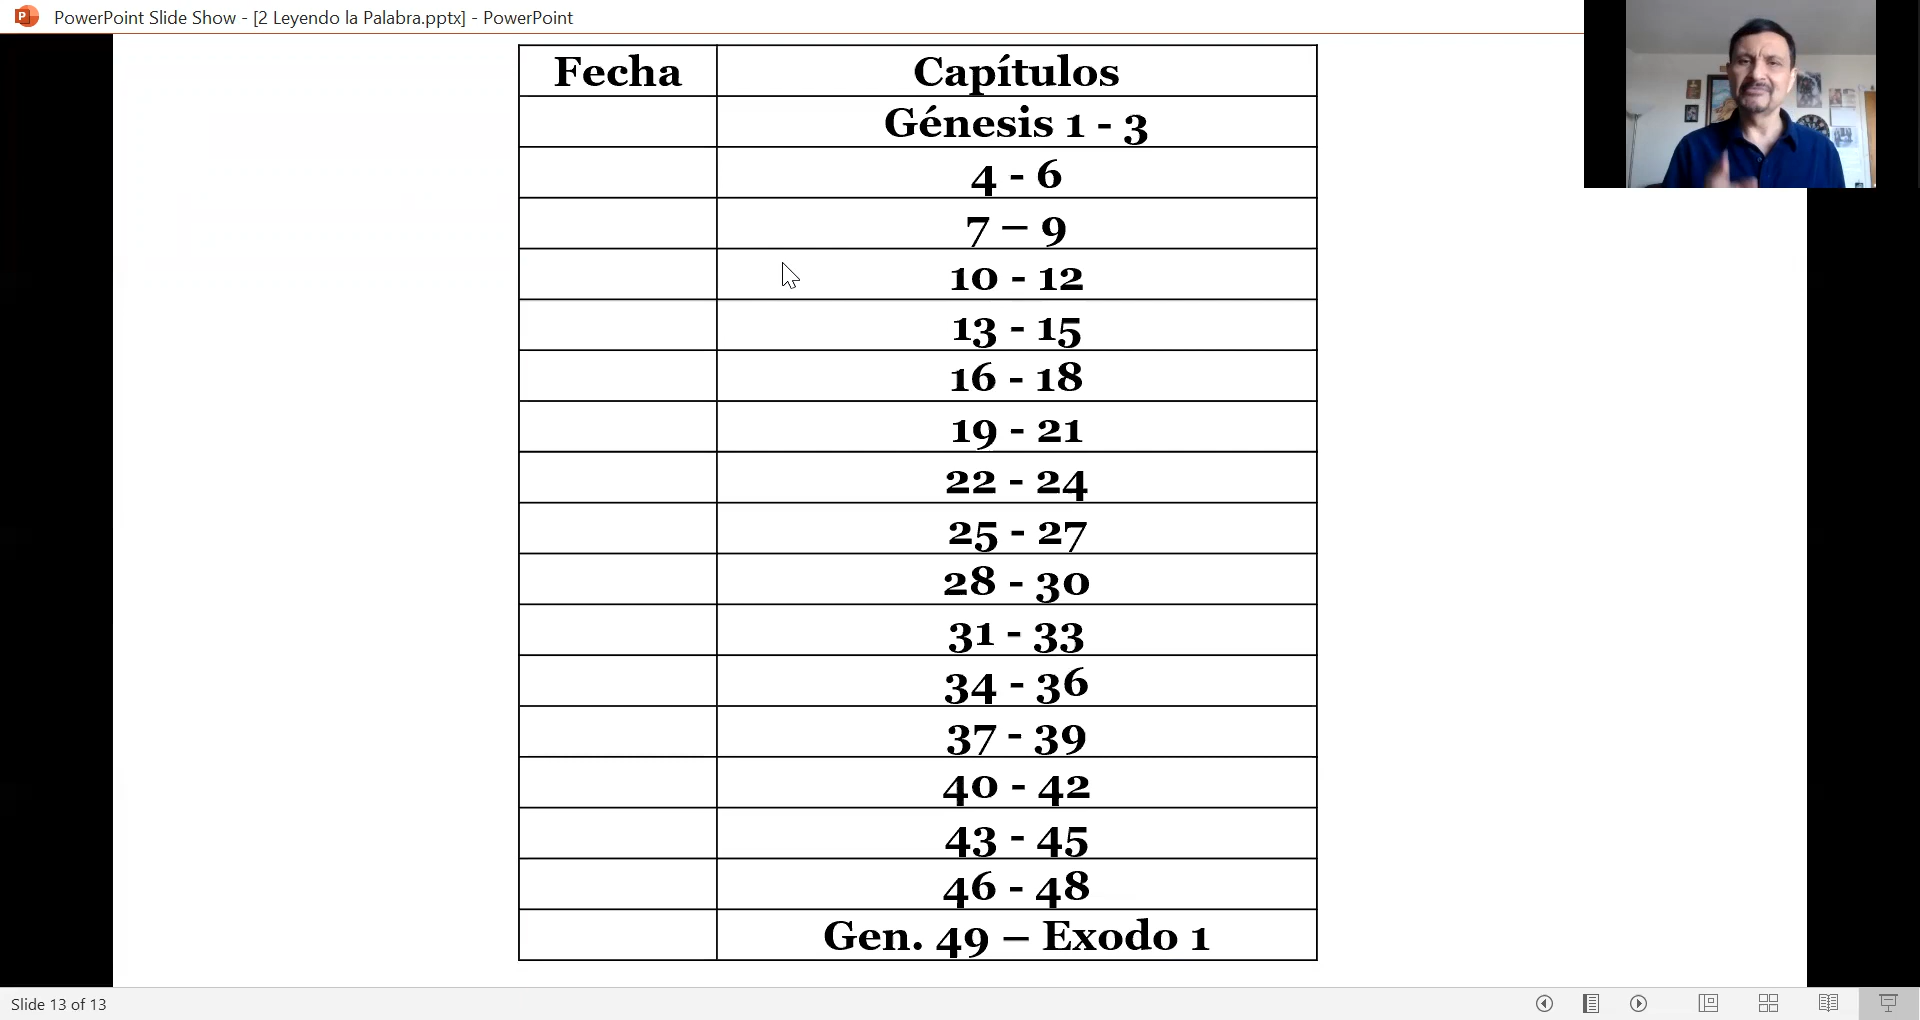 PowerPoint Slide Show - [2 Leyendo la Palabra.pptx] - PowerPoint
Fecha Capítulos
Génesis 1 - 3
4 - 6
7 – 9
10 - 12
13 - 15
16 - 18
19 - 21
22 - 24
25 - 27
28 - 30
31 - 33
34 - 36
37 - 39
40 - 42
43 - 45
46 - 48
Gen. 49 – Exodo 1
Slide 13 of 13